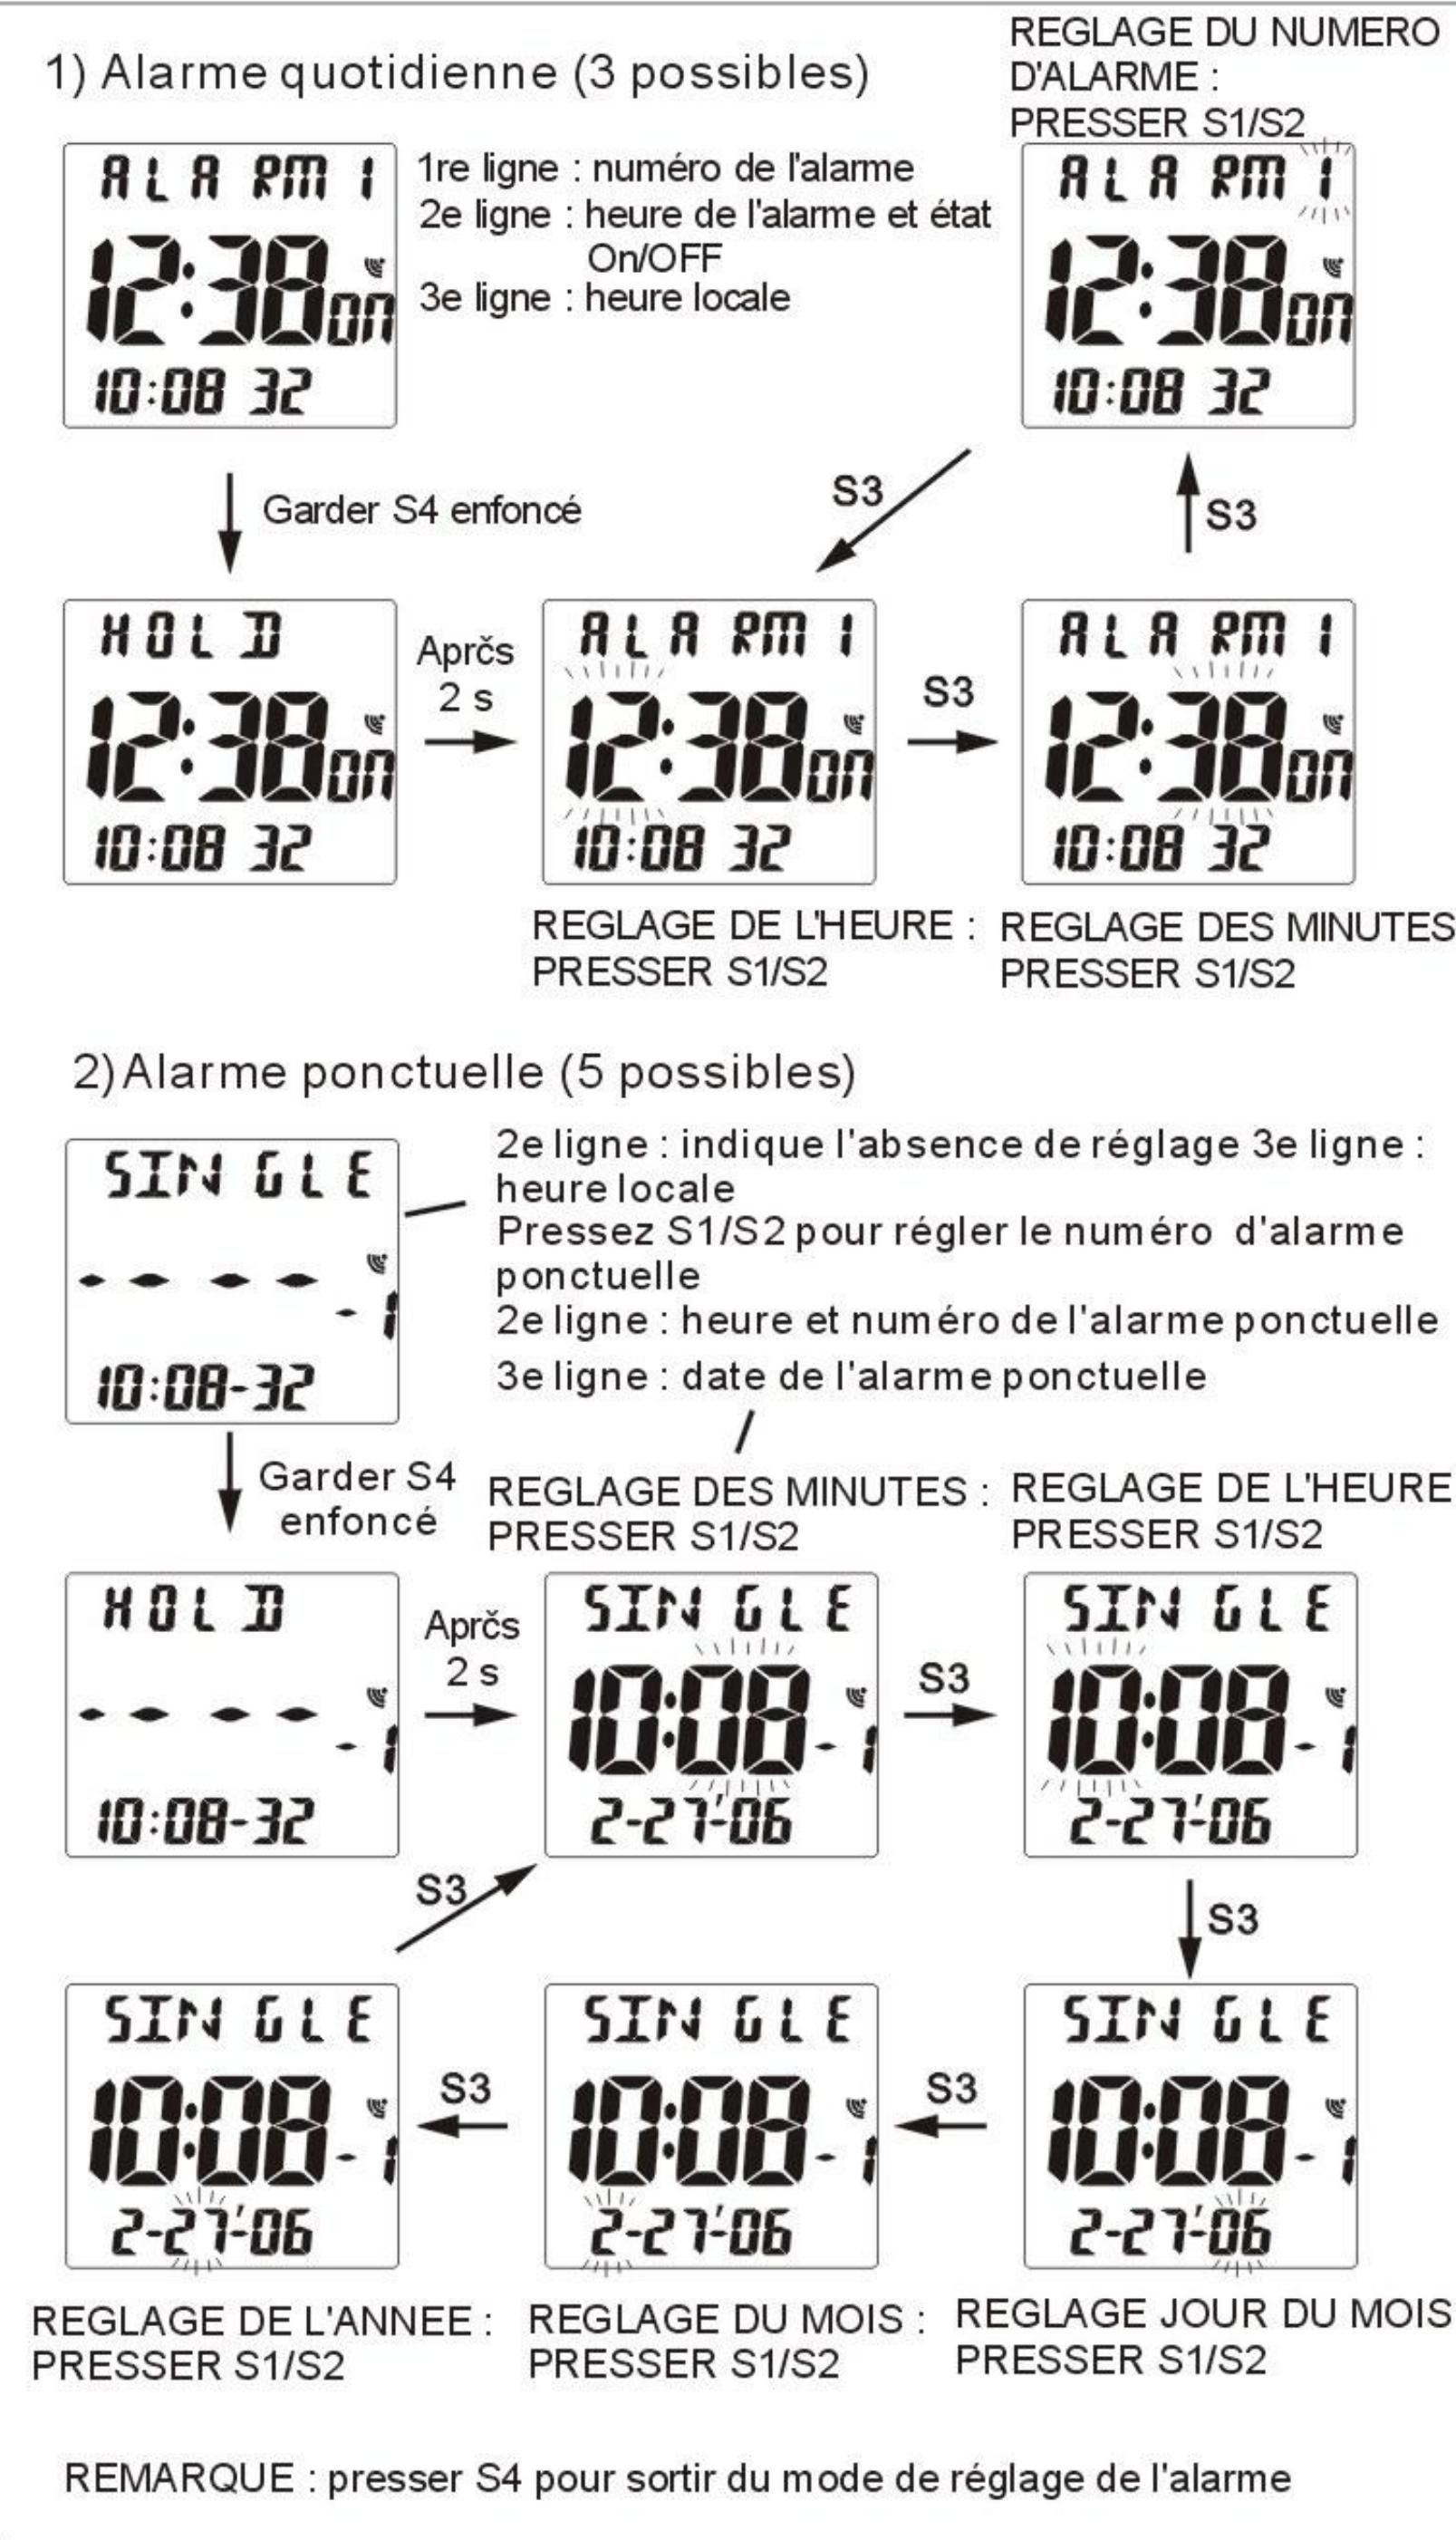 REGLAGE DU NUMERO
D'ALARME :
PRESSER S1/S2
1) Alarme quotidienne (3 possibles)
ALARM 1
12:38 on
10:08 32
1re ligne : numéro de l'alarme
2e ligne : heure de l'alarme et état
On/OFF
3e ligne : heure locale
ALARM 1
12:38 on
10:08 32
Garder S4 enfoncé
S3
S3
HOLD
12:38 on
10:08 32
Aprčs
2 s
ALARM 1
12:38 on
10:08 32
S3
ALARM 1
12:38 on
10:08 32
REGLAGE DE L'HEURE :
PRESSER S1/S2
REGLAGE DES MINUTES
PRESSER S1/S2
2) Alarme ponctuelle (5 possibles)
SINGLE
- - - - -1
10:08-32
2e ligne : indique l'absence de réglage 3e ligne :
heure locale
Pressez S1/S2 pour régler le numéro d'alarme
ponctuelle
2e ligne : heure et numéro de l'alarme ponctuelle
3e ligne : date de l'alarme ponctuelle
Garder S4
enfoncé
REGLAGE DES MINUTES :
PRESSER S1/S2
REGLAGE DE L'HEURE
PRESSER S1/S2
HOLD
- - - - -1
10:08-32
Aprčs
2 s
SINGLE
10:08 -1
2-27'-06
S3
SINGLE
10:08 -1
2-27'-06
S3
S3
SINGLE
10:08 -1
2-27'-06
S3
SINGLE
10:08 -1
2-27'-06
S3
SINGLE
10:08 -1
2-27'-06
REGLAGE DE L'ANNEE :
PRESSER S1/S2
REGLAGE DU MOIS :
PRESSER S1/S2
REGLAGE JOUR DU MOIS
PRESSER S1/S2
REMARQUE : presser S4 pour sortir du mode de réglage de l'alarme